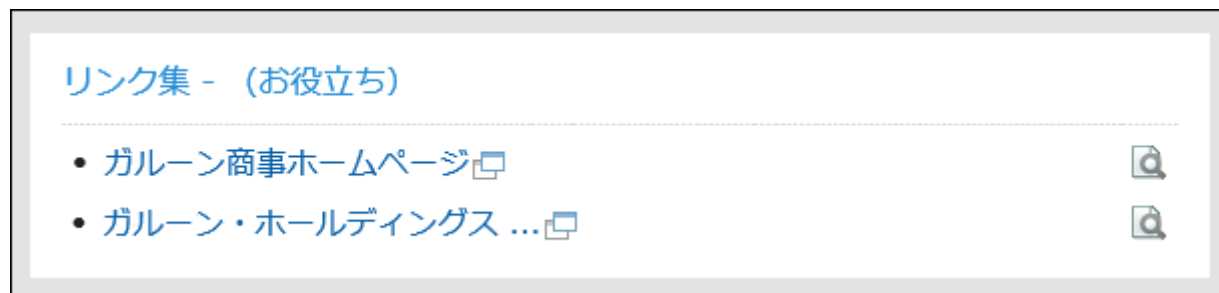 リンク集 - (お役立ち)
• ガルーン商事ホームページ
• ガルーン・ホールディングス ...